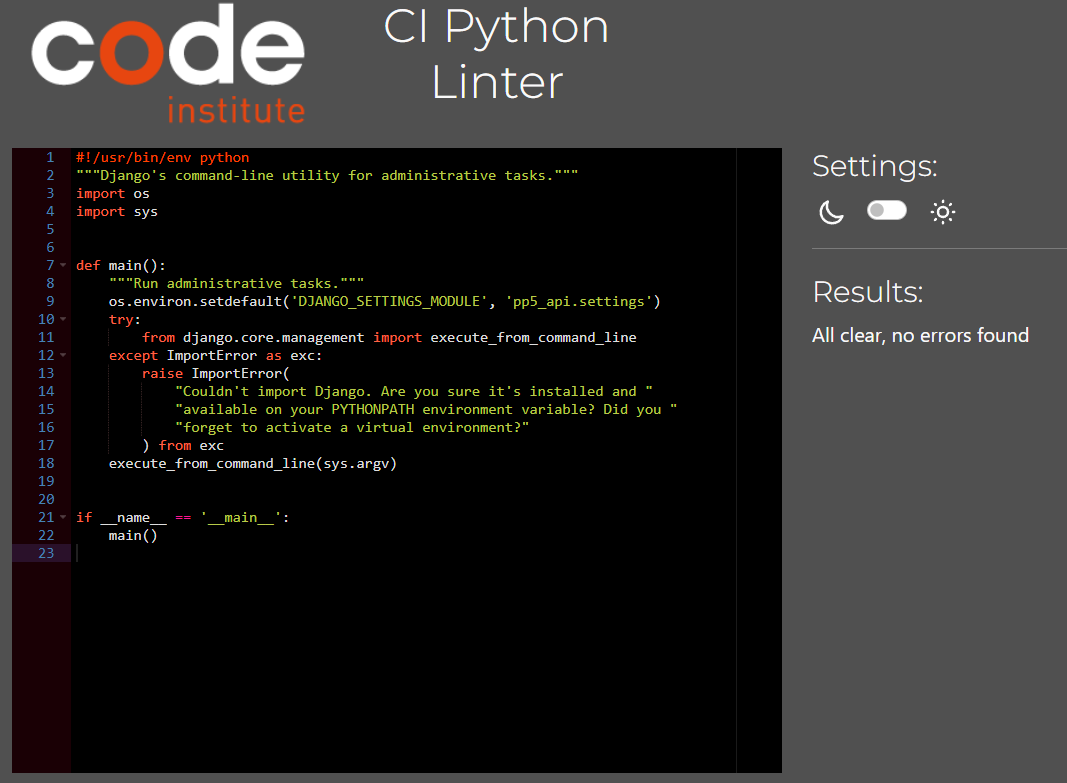 code
institute
CI Python
Linter
1 #!/usr/bin/env python
2 """Django's command-line utility for administrative tasks."""
3 import os
4 import sys
5
6
7 def main():
8     """Run administrative tasks."""
9     os.environ.setdefault('DJANGO_SETTINGS_MODULE', 'pp5_api.settings')
10     try:
11         from django.core.management import execute_from_command_line
12     except ImportError as exc:
13         raise ImportError(
14             "Couldn't import Django. Are you sure it's installed and "
15             "available on your PYTHONPATH environment variable? Did you "
16             "forget to activate a virtual environment?"
17         ) from exc
18     execute_from_command_line(sys.argv)
19
20
21 if __name__ == '__main__':
22     main()
23
Settings:
Results:
All clear, no errors found